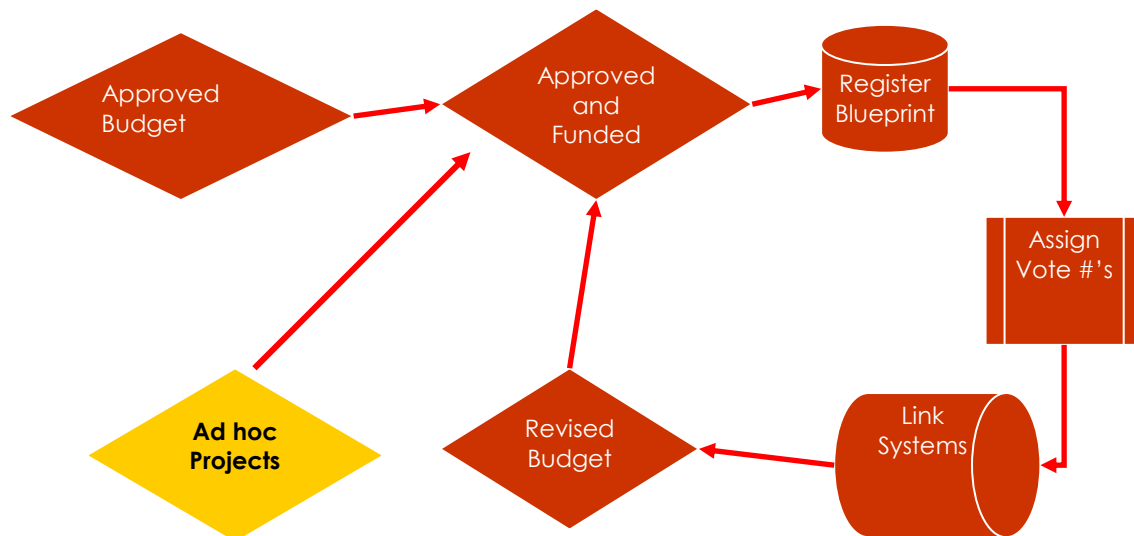 Approved
Budget
Approved
and
Funded
Register
Blueprint
Assign
Vote #’s
Ad hoc
Projects
Revised
Budget
Link
Systems